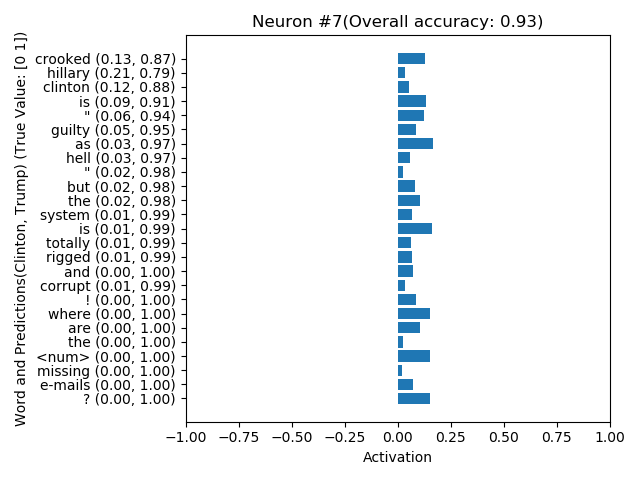 Neuron #7(Overall accuracy: 0.93)
Word and Predictions(Clinton, Trump) (True Value: [0 1])
crooked (0.13, 0.87)
hillary (0.21, 0.79)
clinton (0.12, 0.88)
is (0.09, 0.91)
" (0.06, 0.94)
guilty (0.05, 0.95)
as (0.03, 0.97)
hell (0.03, 0.97)
" (0.02, 0.98)
but (0.02, 0.98)
the (0.02, 0.98)
system (0.01, 0.99)
is (0.01, 0.99)
totally (0.01, 0.99)
rigged (0.01, 0.99)
and (0.00, 1.00)
corrupt (0.01, 0.99)
! (0.00, 1.00)
where (0.00, 1.00)
are (0.00, 1.00)
the (0.00, 1.00)
<num> (0.00, 1.00)
missing (0.00, 1.00)
e-mails (0.00, 1.00)
? (0.00, 1.00)
−1.00 −0.75 −0.50 −0.25 0.00 0.25 0.50 0.75 1.00
Activation